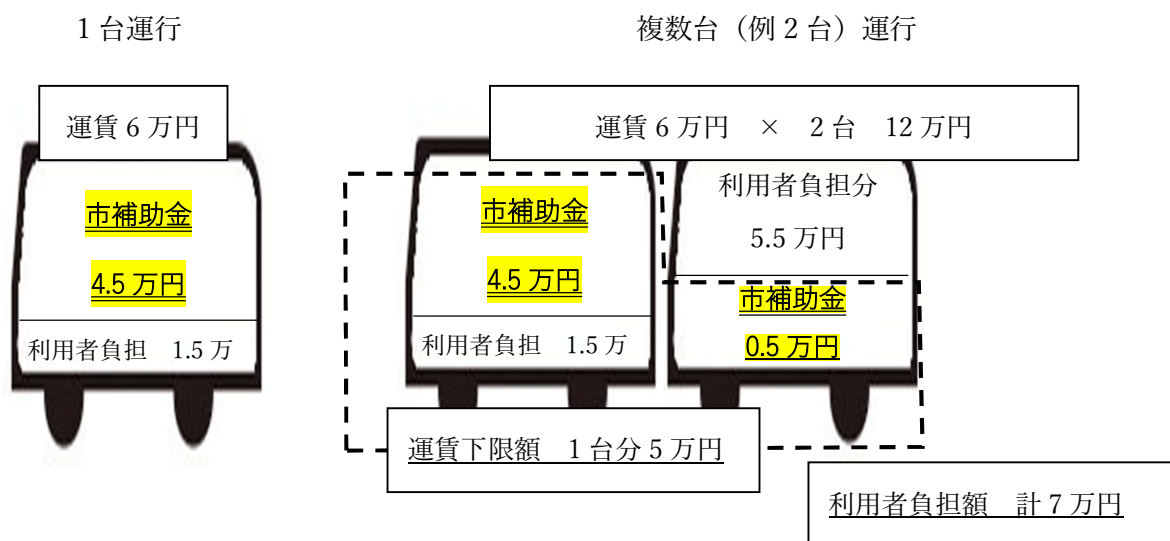 1台運行
複数台（例2台）運行
運賃6万円
運賃6万円　×　2台　12万円
市補助金
4.5万円
利用者負担　1.5万
市補助金
4.5万円
利用者負担　1.5万
利用者負担分
5.5万円
市補助金
0.5万円
運賃下限額　1台分5万円
利用者負担額　計7万円